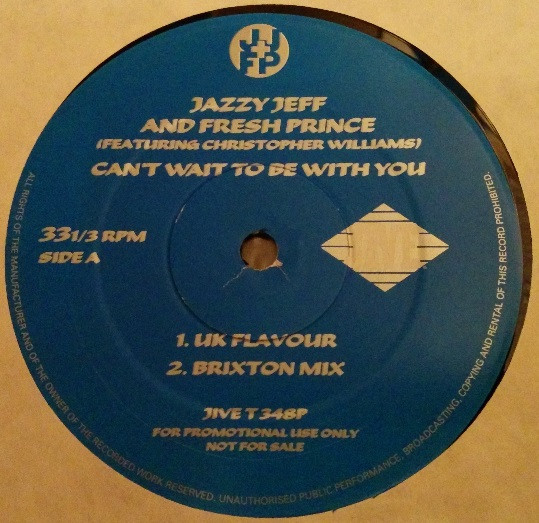 JJ
+
FP
JAZZY JEFF
AND FRESH PRINCE
(FEATURING CHRISTOPHER WILLIAMS)
CAN'T WAIT TO BE WITH YOU
33 1/3 RPM
SIDE A
1. UK FLAVOUR
2. BRIXTON MIX
JIVE T 348P
FOR PROMOTIONAL USE ONLY
NOT FOR SALE
ALL RIGHTS OF THE MANUFACTURER AND OF THE OWNER OF THE RECORDED WORK RESERVED. UNAUTHORISED PUBLIC PERFORMANCE, BROADCASTING, COPYING AND RENTAL OF THIS RECORD PROHIBITED.